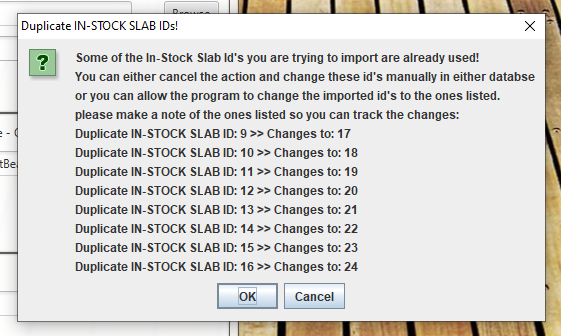 Browse
Duplicate IN-STOCK SLAB IDs!
?
Some of the In-Stock Slab Id's you are trying to import are already used!
You can either cancel the action and change these id's manually in either databse
or you can allow the program to change the imported id's to the ones listed.
please make a note of the ones listed so you can track the changes:
Duplicate IN-STOCK SLAB ID: 9 >> Changes to: 17
Duplicate IN-STOCK SLAB ID: 10 >> Changes to: 18
Duplicate IN-STOCK SLAB ID: 11 >> Changes to: 19
Duplicate IN-STOCK SLAB ID: 12 >> Changes to: 20
Duplicate IN-STOCK SLAB ID: 13 >> Changes to: 21
Duplicate IN-STOCK SLAB ID: 14 >> Changes to: 22
Duplicate IN-STOCK SLAB ID: 15 >> Changes to: 23
Duplicate IN-STOCK SLAB ID: 16 >> Changes to: 24
OK Cancel